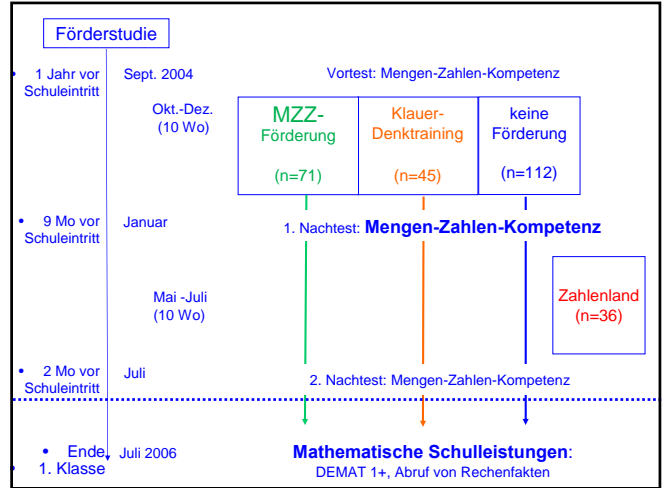 Förderstudie
• 1 Jahr vor
Schuleintritt
Sept. 2004
Vortest: Mengen-Zahlen-Kompetenz
Okt.-Dez.
(10 Wo)
MZZ-
Förderung
(n=71)
Klauer-
Denktraining
(n=45)
keine
Förderung
(n=112)
• 9 Mo vor
Schuleintritt
Januar
1. Nachtest: Mengen-Zahlen-Kompetenz
Mai -Juli
(10 Wo)
Zahlenland
(n=36)
• 2 Mo vor
Schuleintritt
Juli
2. Nachtest: Mengen-Zahlen-Kompetenz
• Ende
• 1. Klasse
Juli 2006
Mathematische Schulleistungen:
DEMAT 1+, Abruf von Rechenfakten